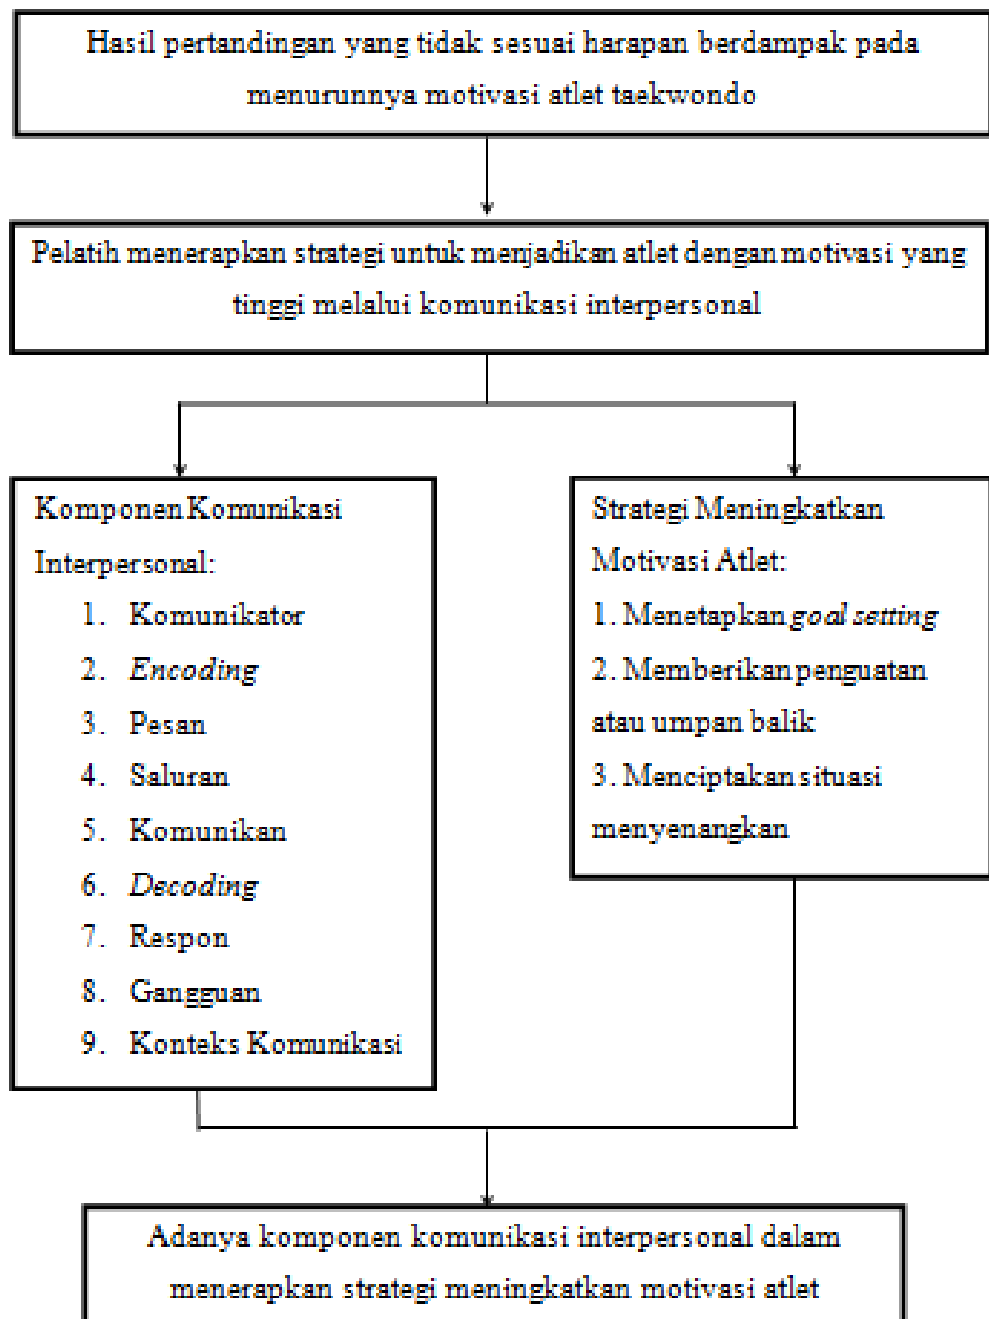 Hasil pertandingan yang tidak sesuai harapan berdampak pada
menurunnya motivasi atlet taekwondo
Pelatih menerapkan strategi untuk menjadikan atlet dengan motivasi yang
tinggi melalui komunikasi interpersonal
Komponen Komunikasi
Interpersonal:
1. Komunikator
2. Encoding
3. Pesan
4. Saluran
5. Komunikan
6. Decoding
7. Respon
8. Gangguan
9. Konteks Komunikasi
Strategi Meningkatkan
Motivasi Atlet:
1. Menetapkan goal setting
2. Memberikan penguatan
atau umpan balik
3. Menciptakan situasi
menyenangkan
Adanya komponen komunikasi interpersonal dalam
menerapkan strategi meningkatkan motivasi atlet